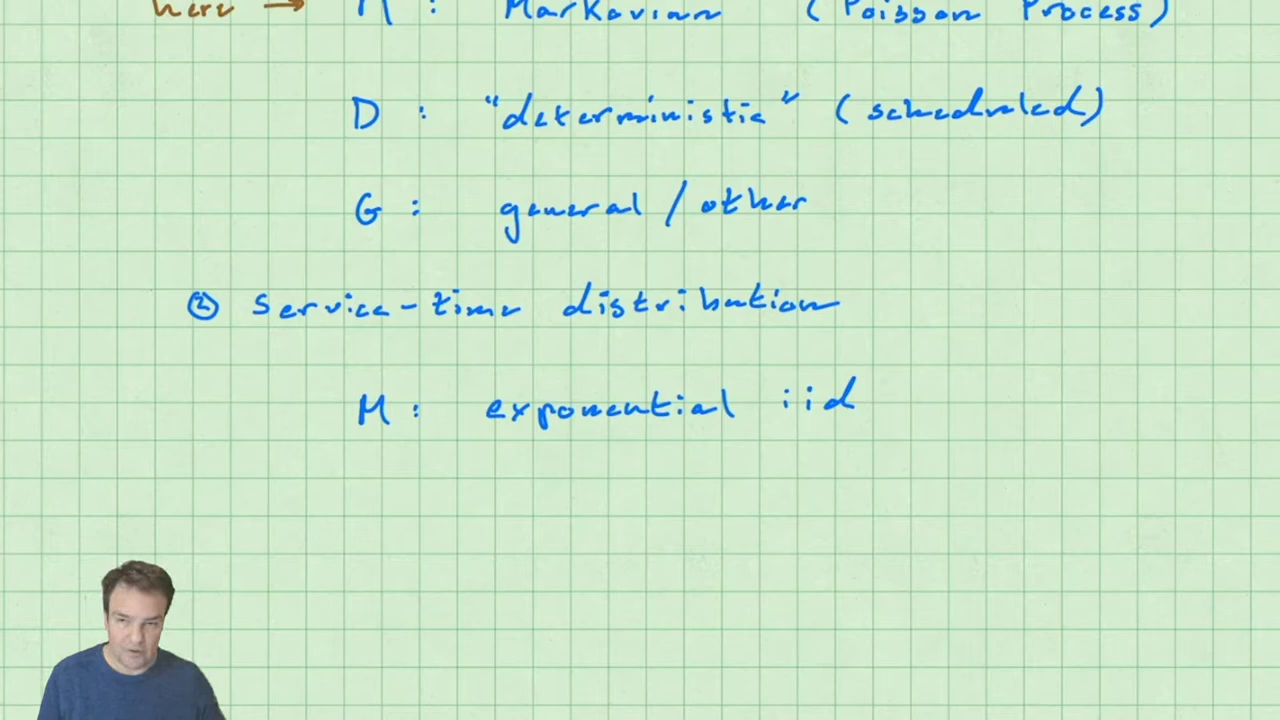 here → M : Markovian (Poisson Process)
D : "deterministic" (scheduled)
G : general / other
② service-time distribution
M : exponential iid